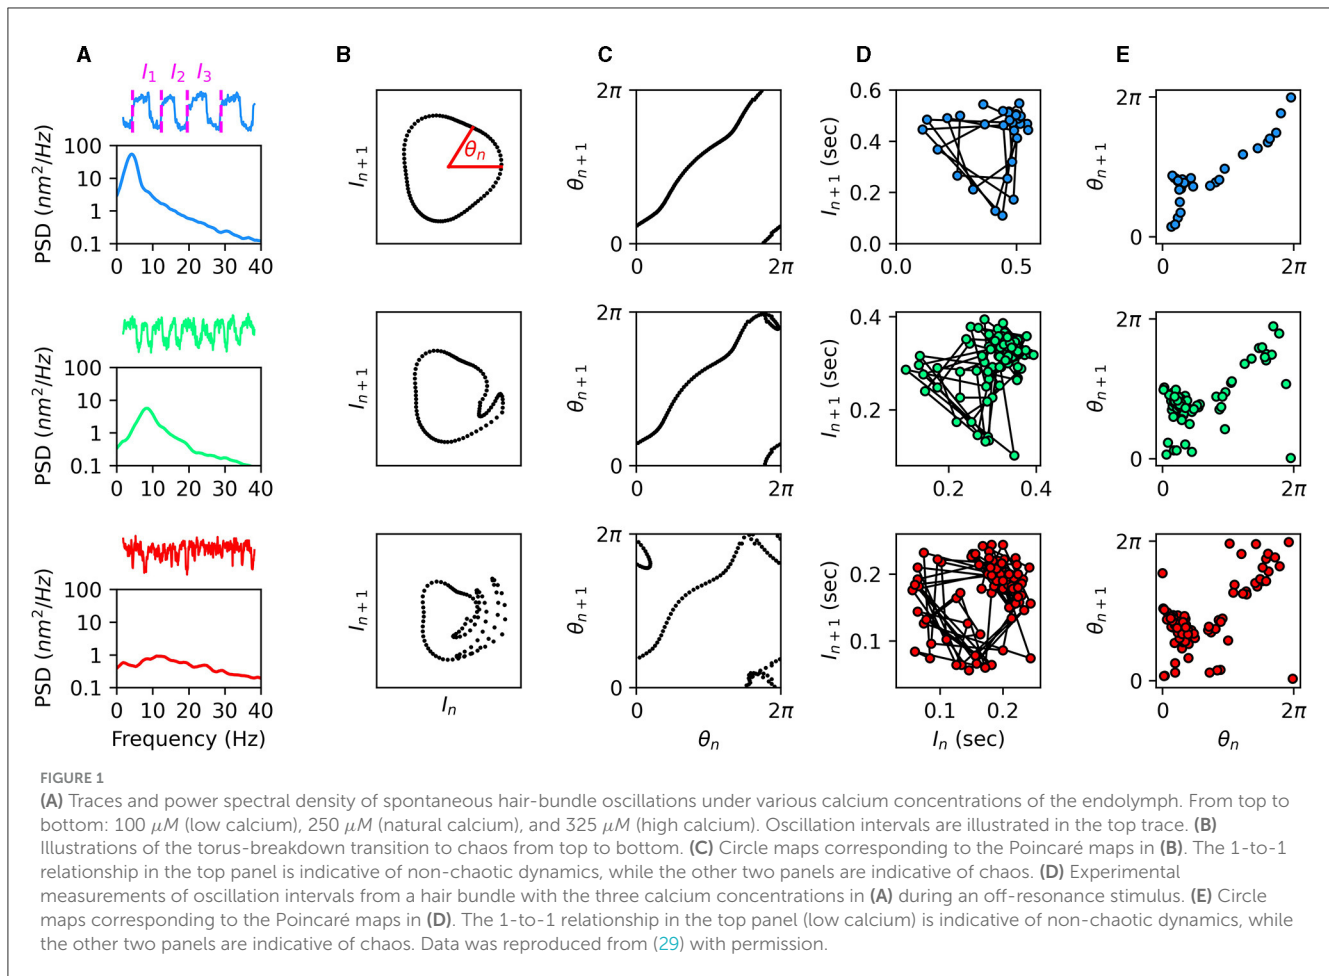 A
B
C
D
E
I1 I2 I3
PSD (nm²/Hz)
100
10
1
0.1
0 10 20 30 40
In+1
θn
θn+1
2π
0
0 2π
In+1 (sec)
0.6
0.4
0.2
0.0
0.0 0.5
θn+1
2π
0
0 2π
PSD (nm²/Hz)
100
10
1
0.1
0 10 20 30 40
In+1
θn+1
2π
0
0 2π
In+1 (sec)
0.4
0.2
0.2 0.4
θn+1
2π
0
0 2π
PSD (nm²/Hz)
100
10
1
0.1
0 10 20 30 40
Frequency (Hz)
In+1
In
θn+1
2π
0
0 2π
θn
In+1 (sec)
0.2
0.1
0.1 0.2
In (sec)
θn+1
2π
0
0 2π
θn
FIGURE 1
(A) Traces and power spectral density of spontaneous hair-bundle oscillations under various calcium concentrations of the endolymph. From top to
bottom: 100 μM (low calcium), 250 μM (natural calcium), and 325 μM (high calcium). Oscillation intervals are illustrated in the top trace. (B)
Illustrations of the torus-breakdown transition to chaos from top to bottom. (C) Circle maps corresponding to the Poincaré maps in (B). The 1-to-1
relationship in the top panel is indicative of non-chaotic dynamics, while the other two panels are indicative of chaos. (D) Experimental
measurements of oscillation intervals from a hair bundle with the three calcium concentrations in (A) during an off-resonance stimulus. (E) Circle
maps corresponding to the Poincaré maps in (D). The 1-to-1 relationship in the top panel (low calcium) is indicative of non-chaotic dynamics, while
the other two panels are indicative of chaos. Data was reproduced from (29) with permission.